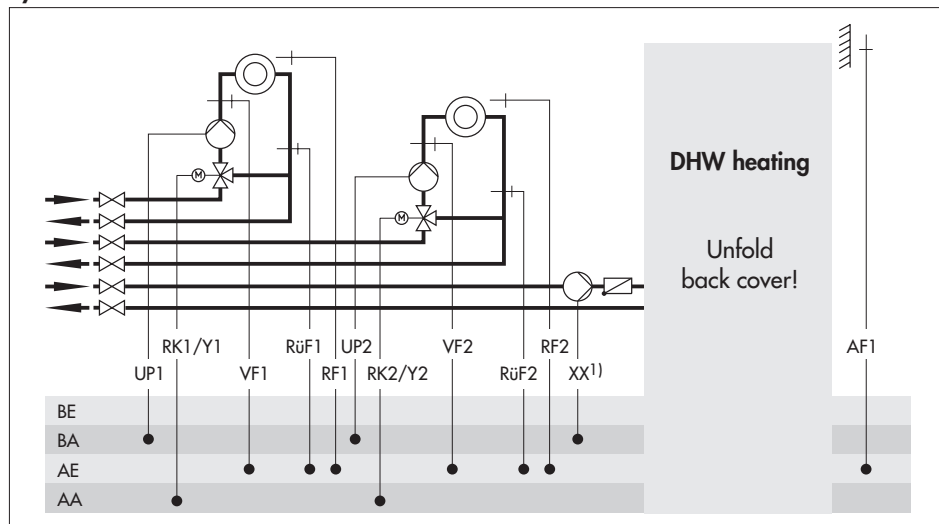 M
M
DHW heating
Unfold
back cover!
RK1/Y1 RüF1 UP2 VF2 RF2 AF1
UP1 VF1 RF1 RK2/Y2 RüF2 XX1)
BE
BA
AE
AA